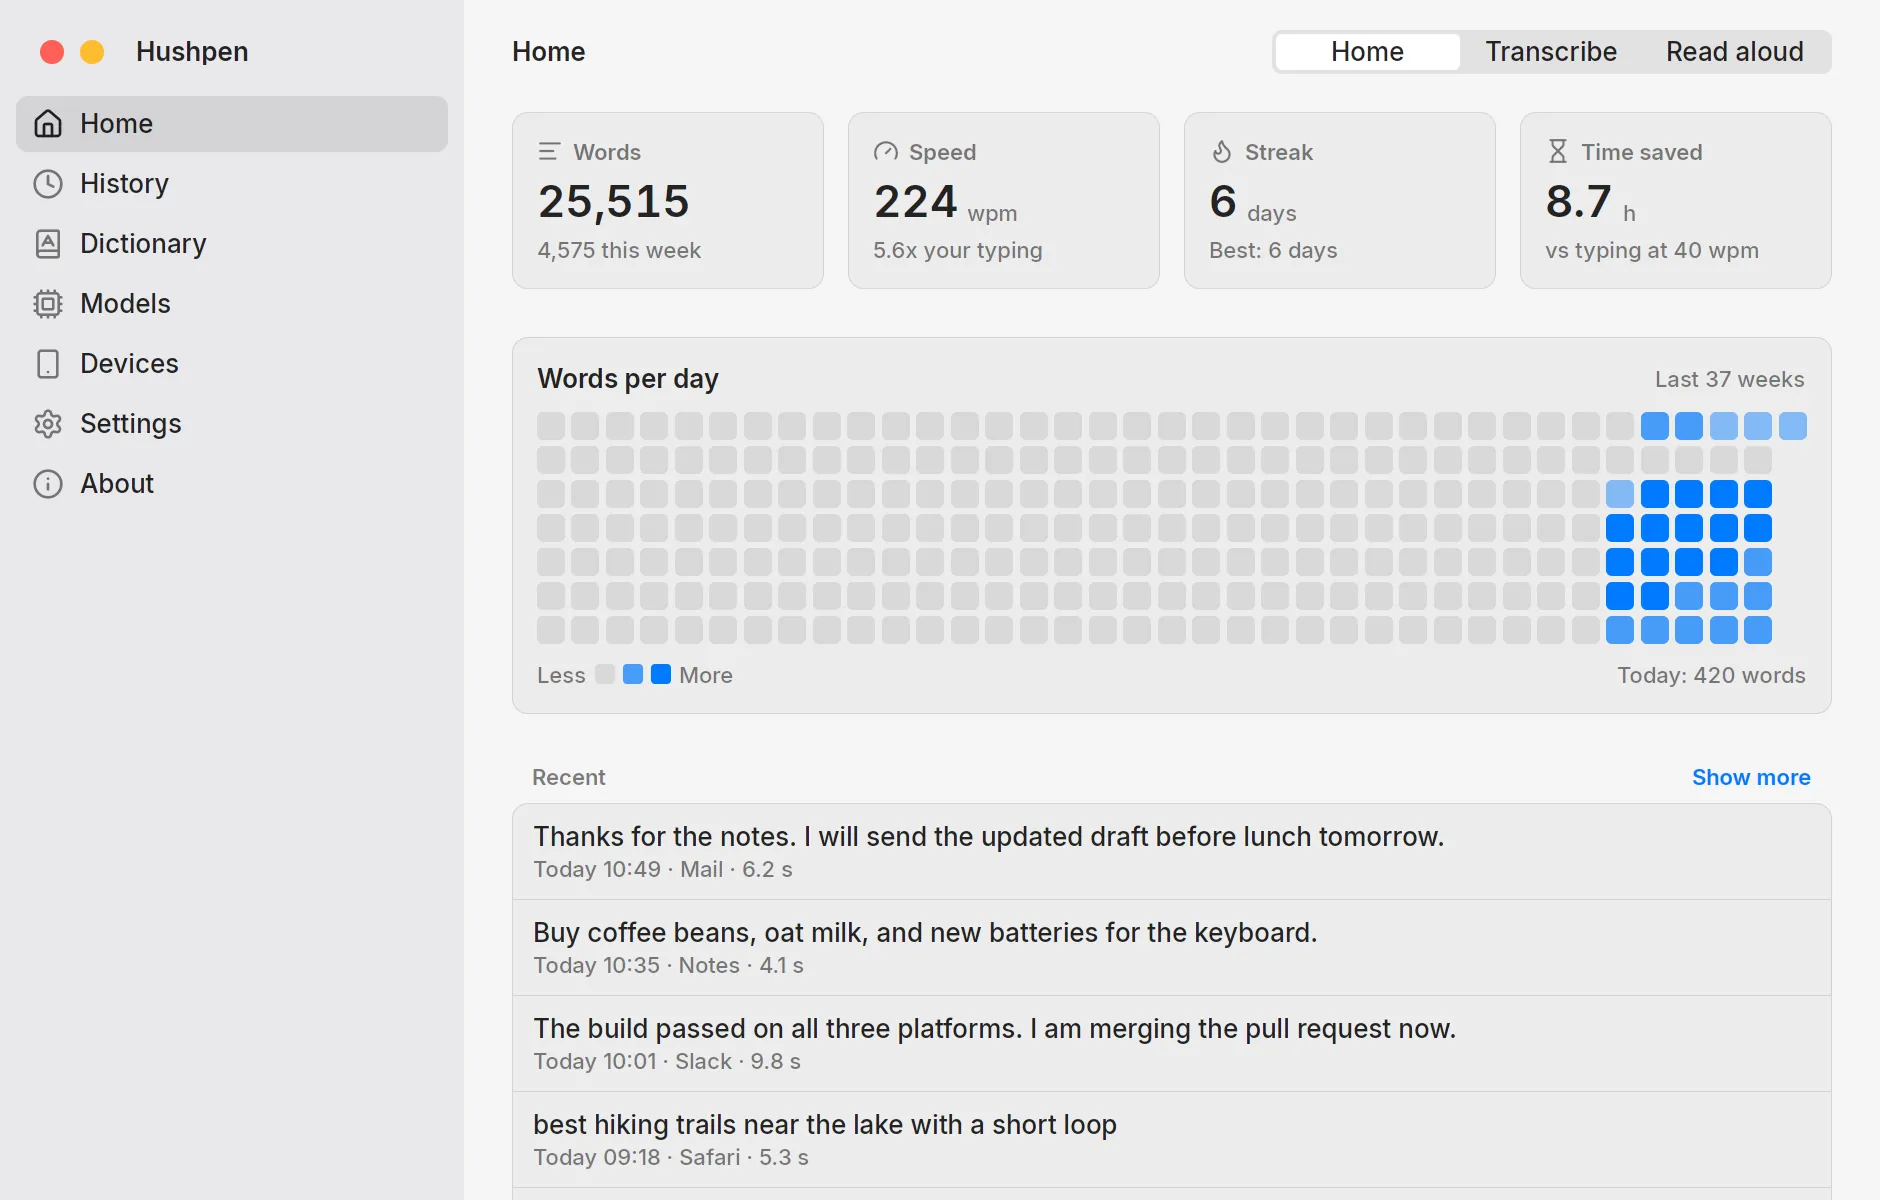 Hushpen
Home
History
Dictionary
Models
Devices
Settings
About
Home
Home Transcribe Read aloud
Words
25,515
4,575 this week
Speed
224 wpm
5.6x your typing
Streak
6 days
Best: 6 days
Time saved
8.7 h
vs typing at 40 wpm
Words per day
Last 37 weeks
Less More
Today: 420 words
Recent
Show more
Thanks for the notes. I will send the updated draft before lunch tomorrow.
Today 10:49 · Mail · 6.2 s
Buy coffee beans, oat milk, and new batteries for the keyboard.
Today 10:35 · Notes · 4.1 s
The build passed on all three platforms. I am merging the pull request now.
Today 10:01 · Slack · 9.8 s
best hiking trails near the lake with a short loop
Today 09:18 · Safari · 5.3 s